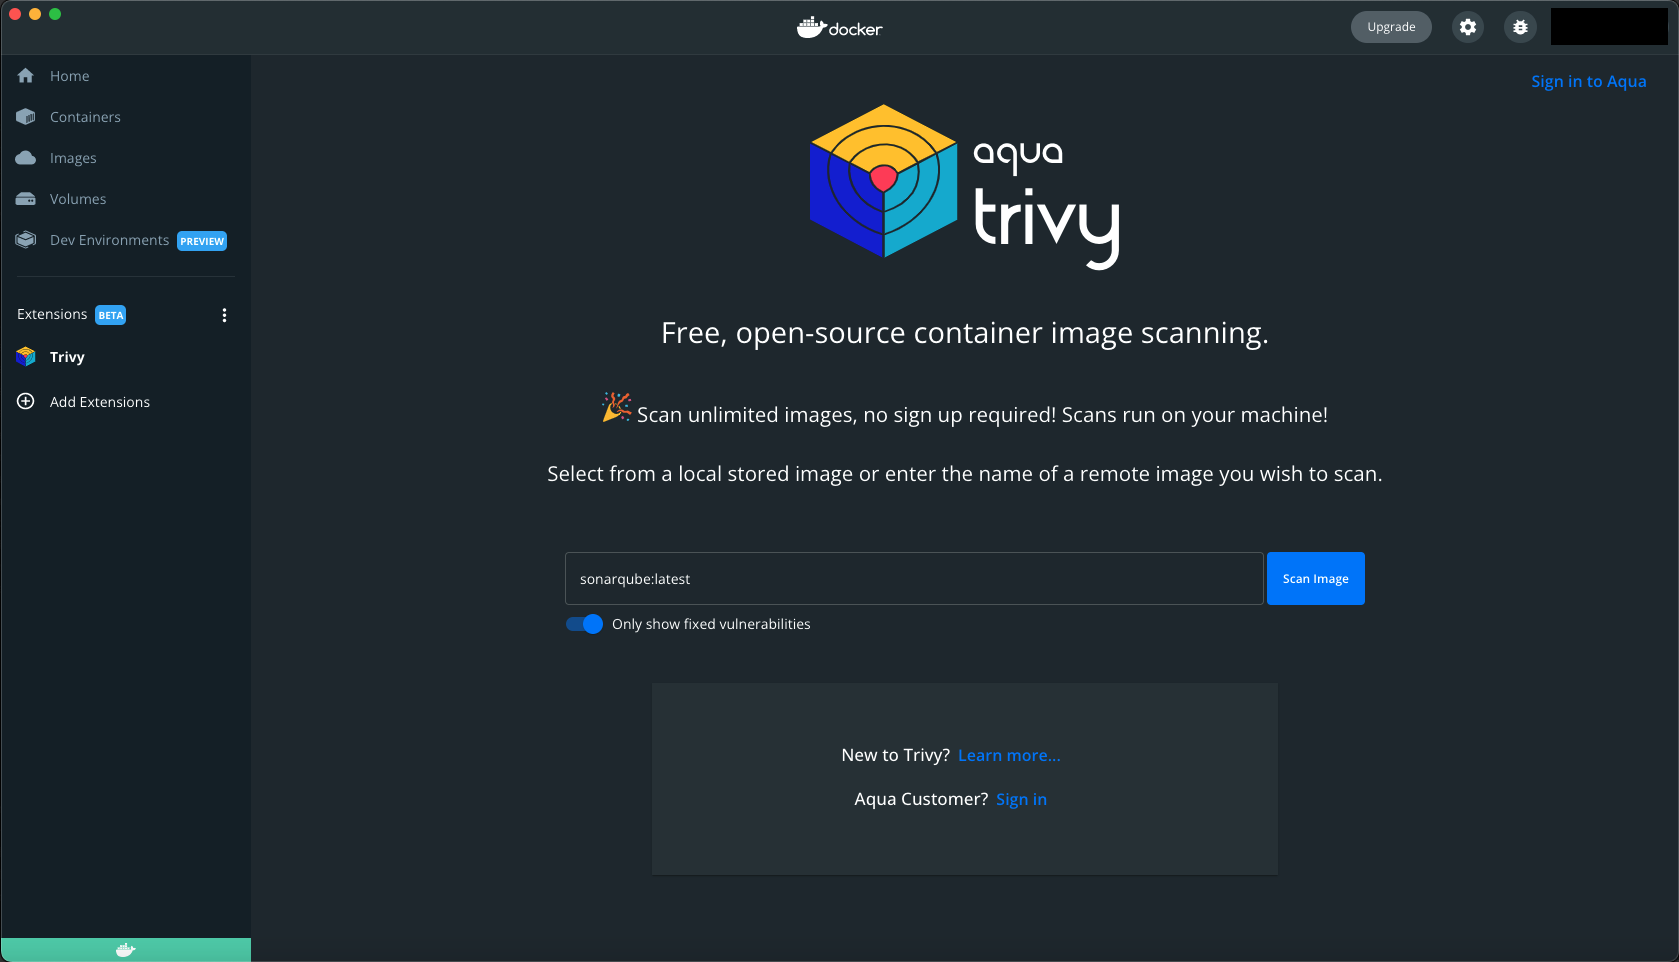 docker
Upgrade
Home
Containers
Images
Volumes
Dev Environments PREVIEW
Extensions BETA
Trivy
Add Extensions
Sign in to Aqua
aqua
trivy
Free, open-source container image scanning.
Scan unlimited images, no sign up required! Scans run on your machine!
Select from a local stored image or enter the name of a remote image you wish to scan.
sonarqube:latest
Scan Image
Only show fixed vulnerabilities
New to Trivy? Learn more...
Aqua Customer? Sign in